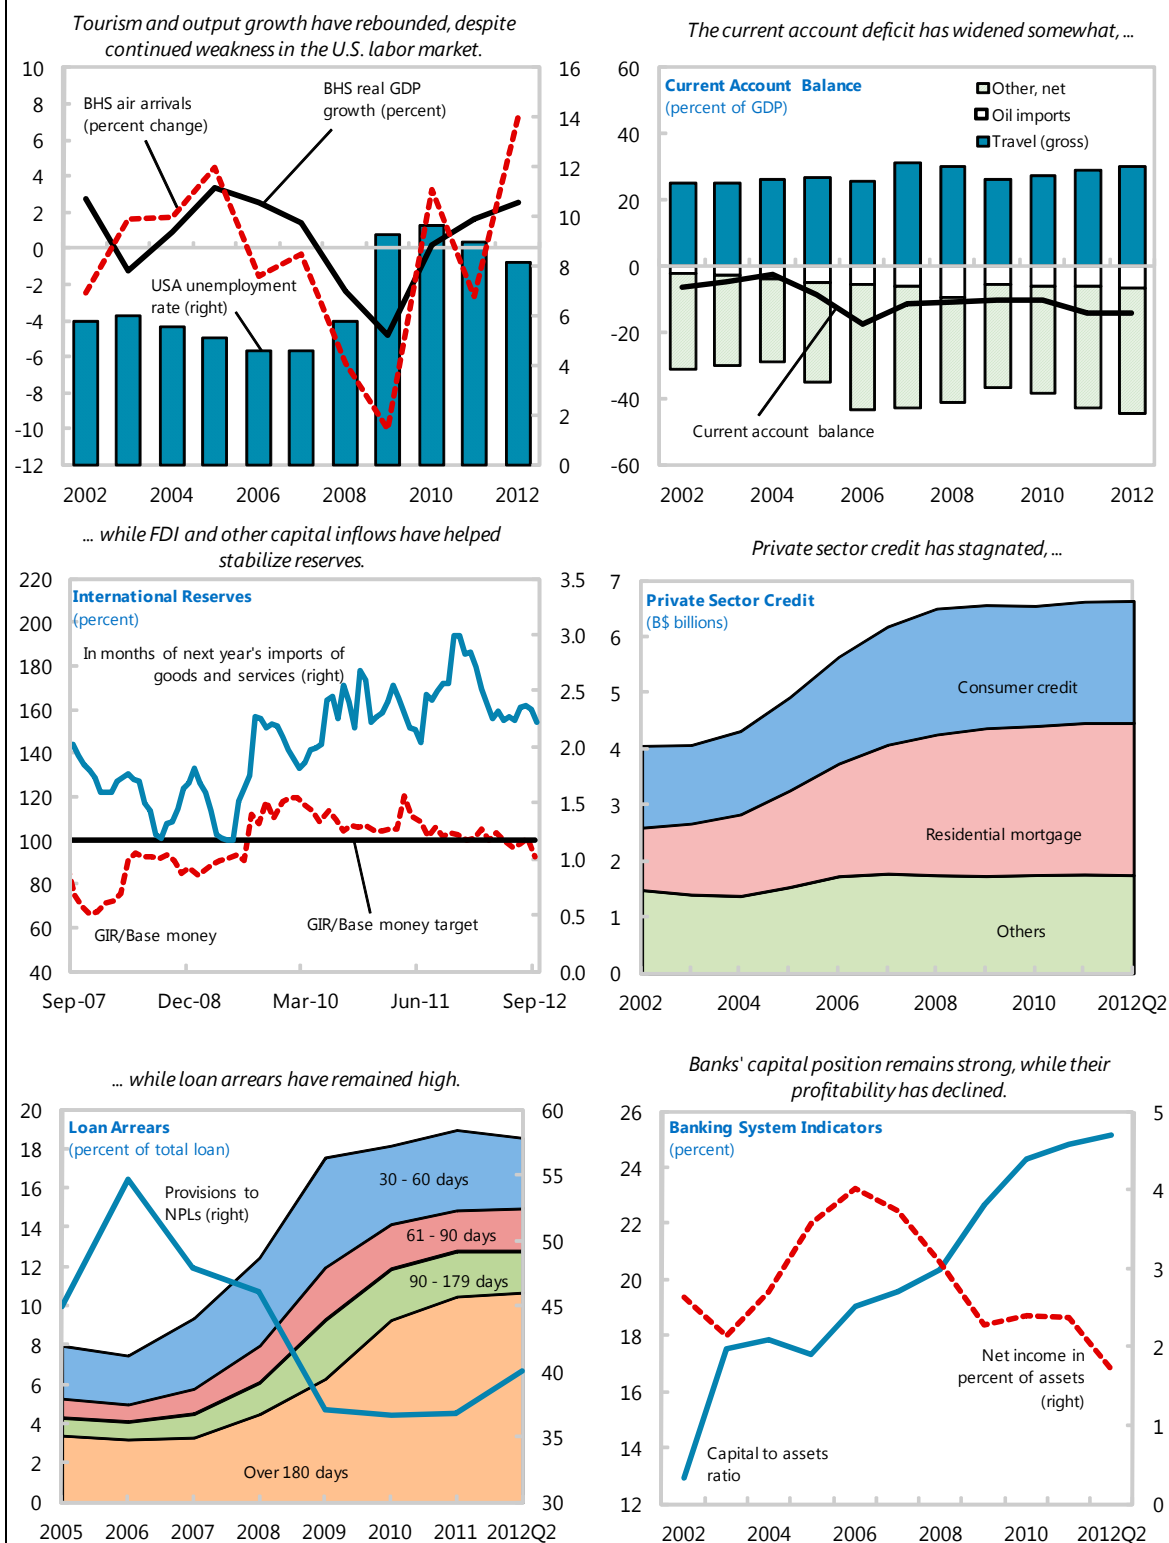 Tourism and output growth have rebounded, despite
continued weakness in the U.S. labor market.
10
8
6
4
2
0
-2
-4
-6
-8
-10
-12
16
14
12
10
8
6
4
2
0
BHS air arrivals
(percent change)
BHS real GDP
growth (percent)
USA unemployment
rate (right)
2002
2004
2006
2008
2010
2012
The current account deficit has widened somewhat, ...
60
40
20
0
-20
-40
-60
Current Account Balance
(percent of GDP)
Other, net
Oil imports
Travel (gross)
Current account balance
2002
2004
2006
2008
2010
2012
... while FDI and other capital inflows have helped
stabilize reserves.
220
200
180
160
140
120
100
80
60
40
3.5
3.0
2.5
2.0
1.5
1.0
0.5
0.0
International Reserves
(percent)
In months of next year's imports of
goods and services (right)
GIR/Base money target
GIR/Base money
Sep-07
Dec-08
Mar-10
Jun-11
Sep-12
Private sector credit has stagnated, ...
7
6
5
4
3
2
1
0
Private Sector Credit
(B$ billions)
Consumer credit
Residential mortgage
Others
2002
2004
2006
2008
2010
2012Q2
... while loan arrears have remained high.
20
18
16
14
12
10
8
6
4
2
0
60
55
50
45
40
35
30
Loan Arrears
(percent of total loan)
Provisions to
NPLs (right)
30 - 60 days
61 - 90 days
90 - 179 days
Over 180 days
2005
2006
2007
2008
2009
2010
2011
2012Q2
Banks' capital position remains strong, while their
profitability has declined.
26
24
22
20
18
16
14
12
5
4
3
2
1
0
Banking System Indicators
(percent)
Net income in
percent of assets
(right)
Capital to assets
ratio
2002
2004
2006
2008
2010
2012Q2